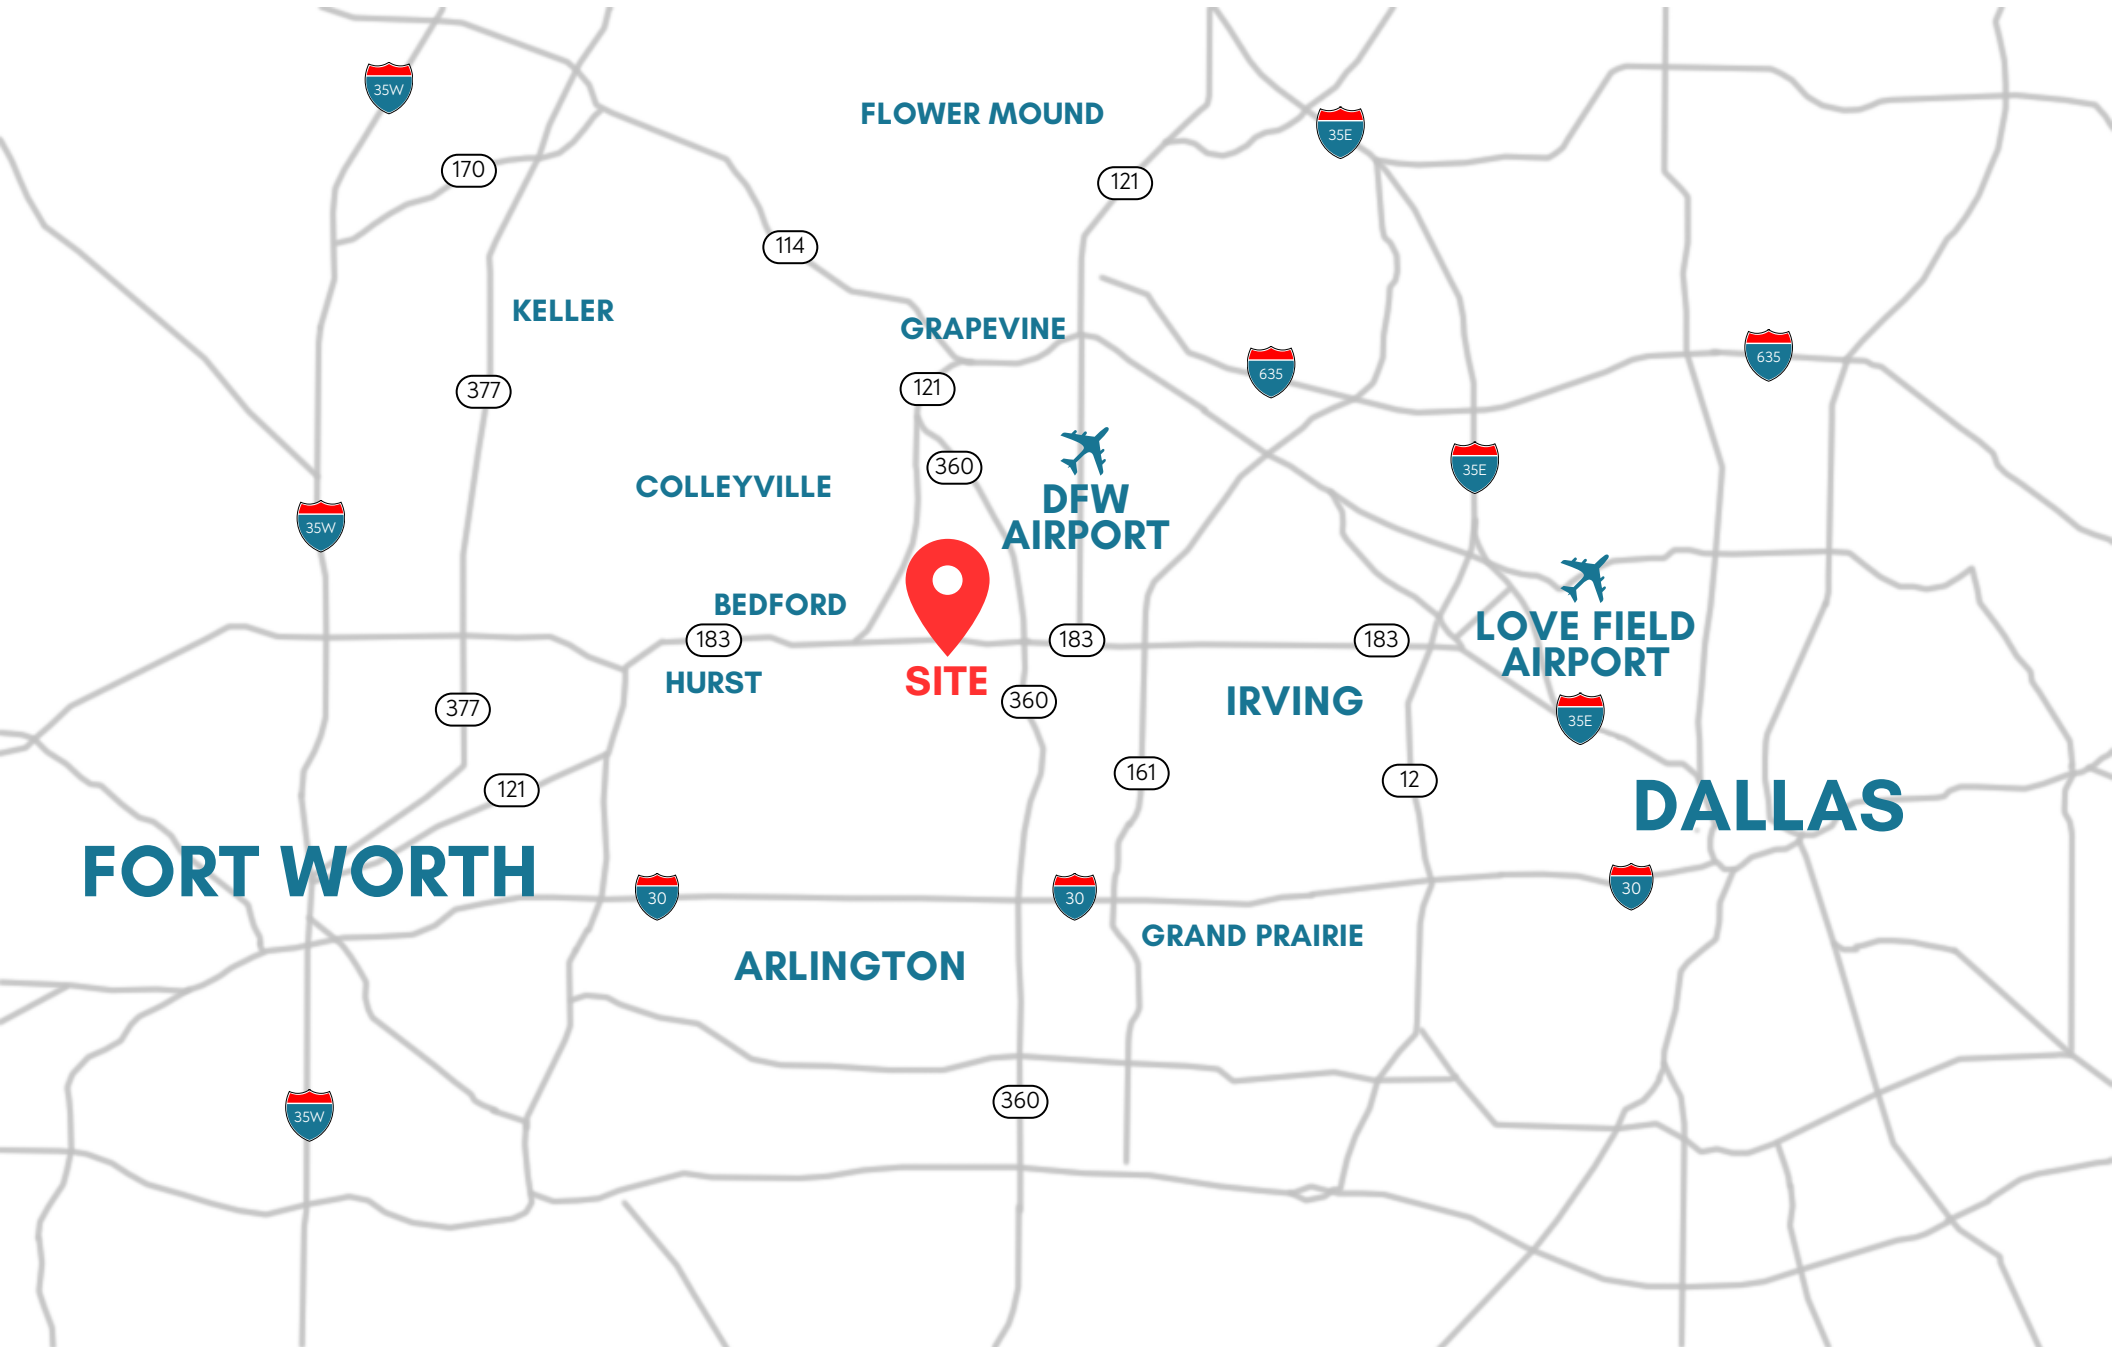 35W
FLOWER MOUND
35E
170
121
114
KELLER
GRAPEVINE
635
635
377
121
COLLEYVILLE
360
35E
DFW
AIRPORT
35W
BEDFORD
183
183
183
LOVE FIELD
AIRPORT
HURST
SITE
360
IRVING
377
35E
121
161
12
DALLAS
FORT WORTH
30
30
30
GRAND PRAIRIE
ARLINGTON
35W
360